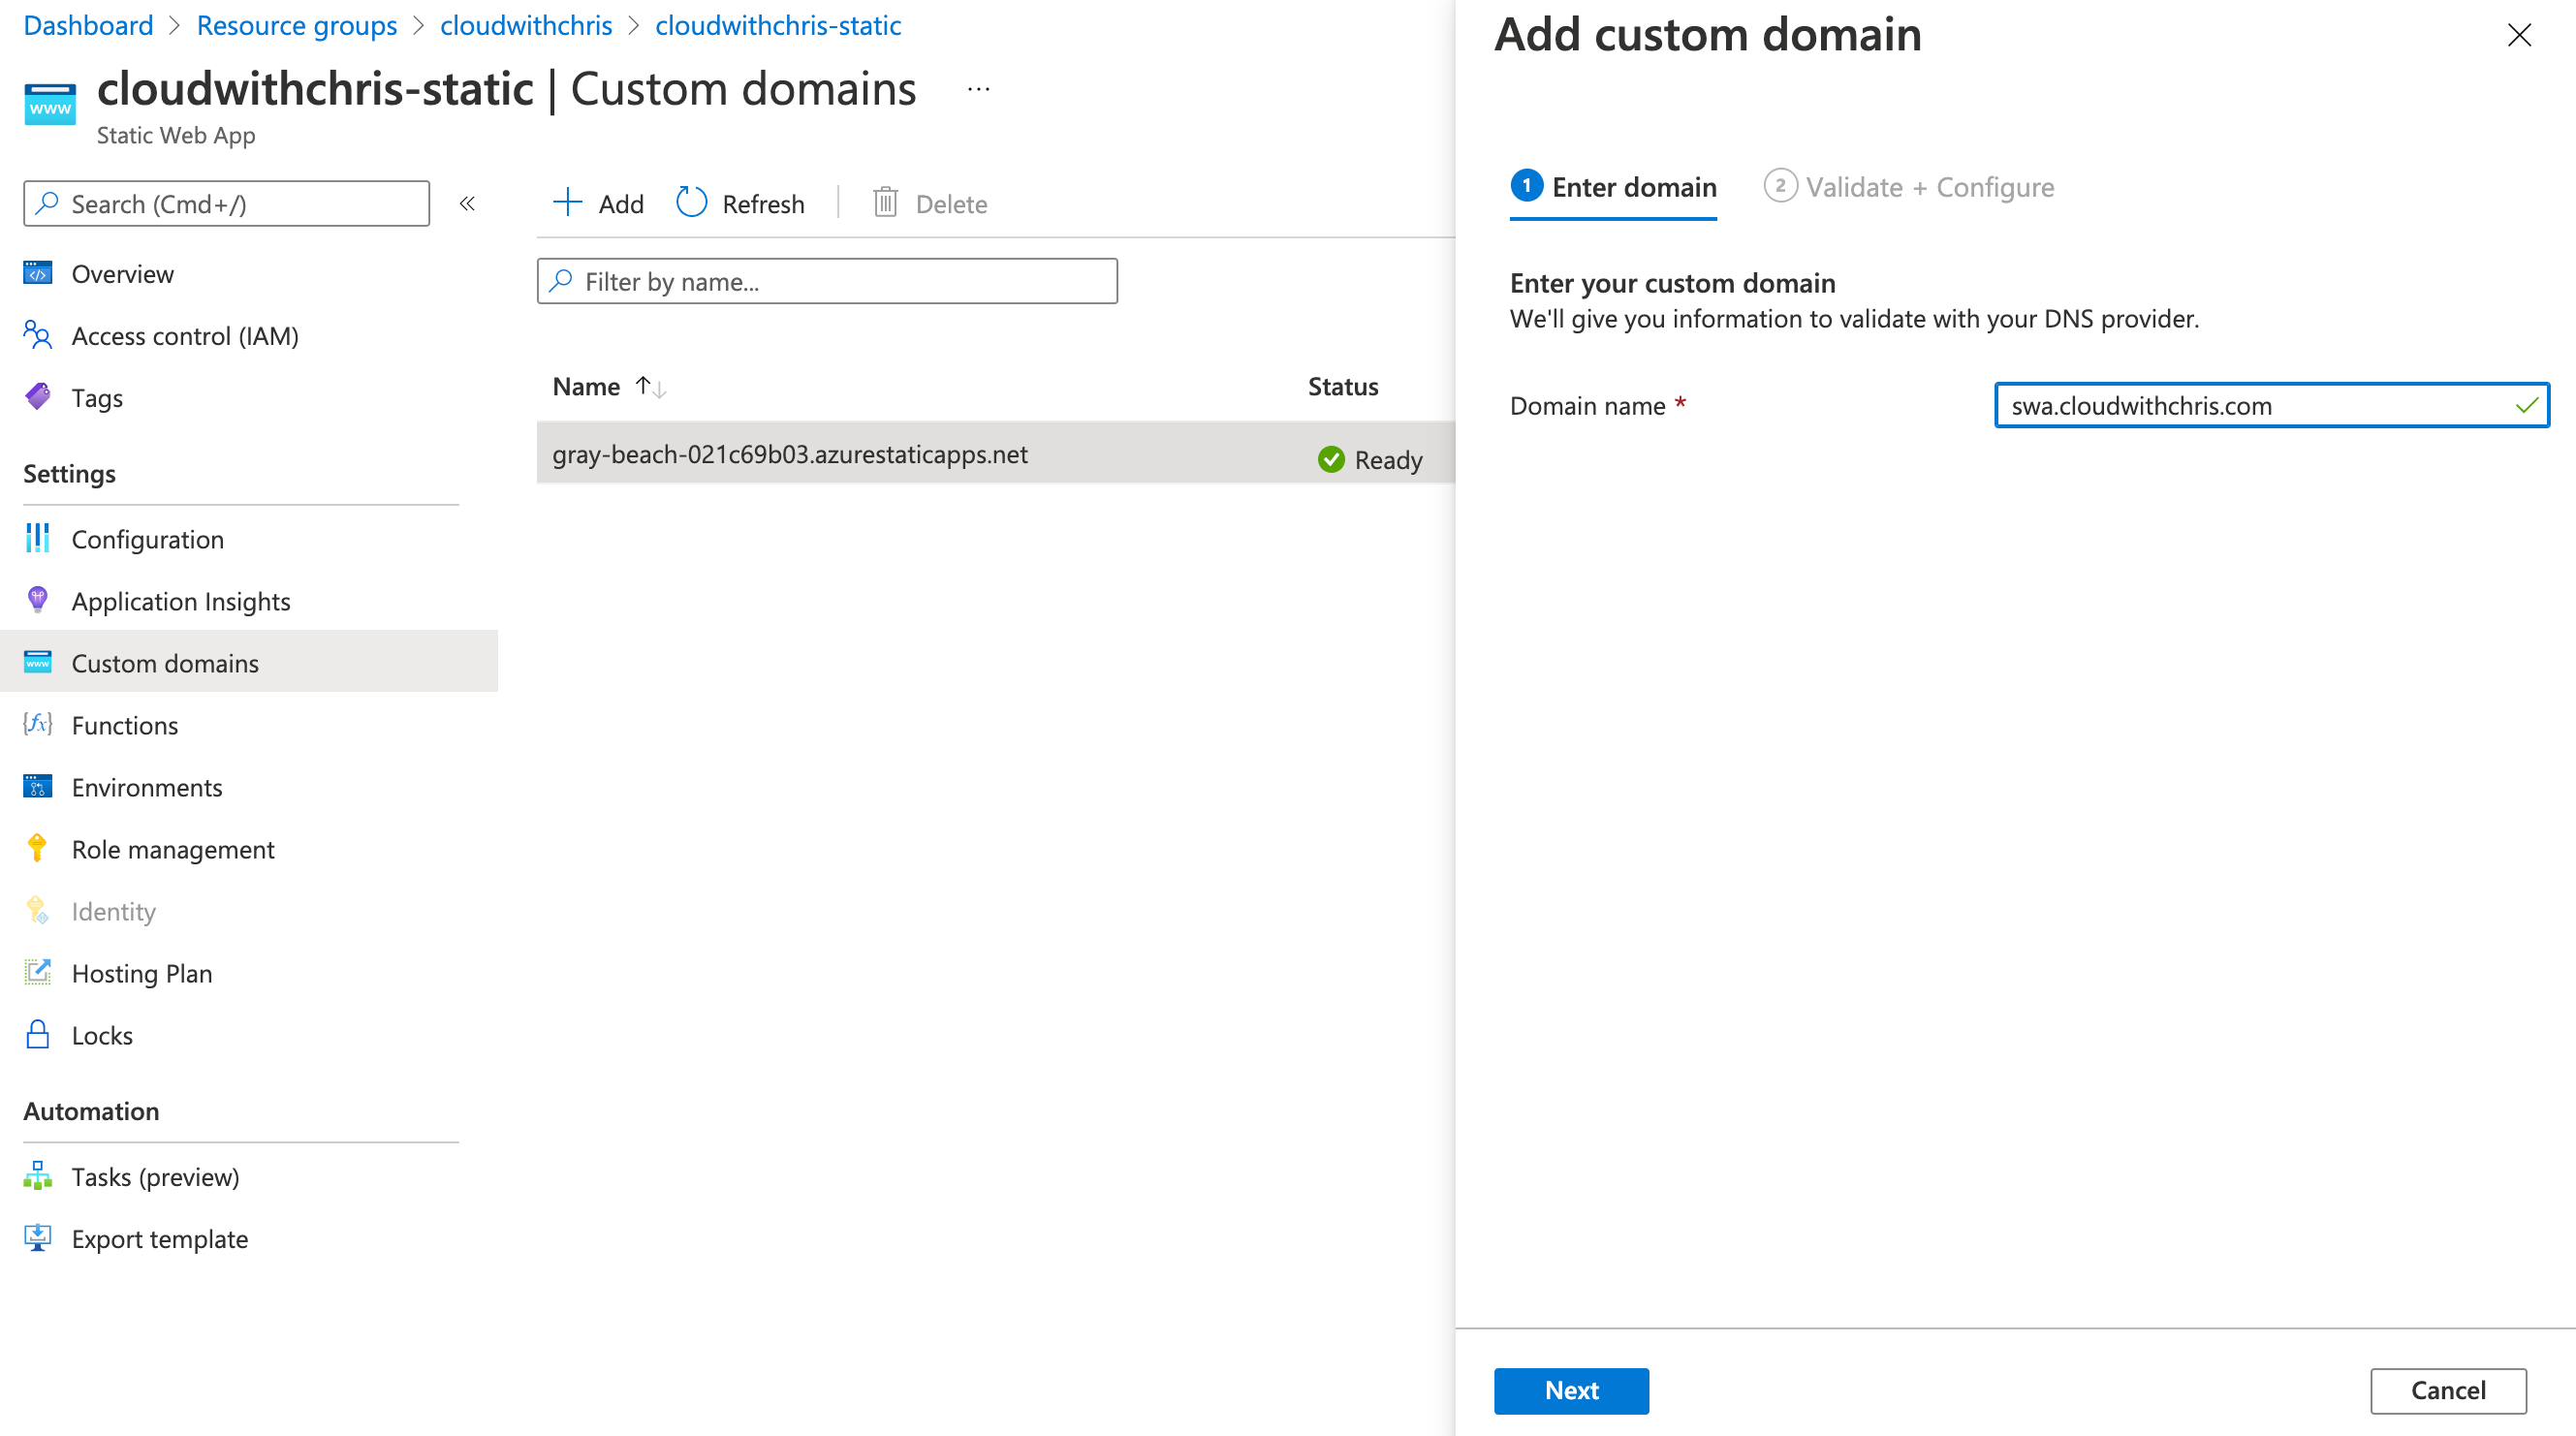 Dashboard > Resource groups > cloudwithchris > cloudwithchris-static
www
cloudwithchris-static | Custom domains ...
Static Web App
Search (Cmd+/)
«
Overview
Access control (IAM)
Tags
Settings
Configuration
Application Insights
www
Custom domains
Functions
Environments
Role management
Identity
Hosting Plan
Locks
Automation
Tasks (preview)
Export template
Add
Refresh
Delete
Filter by name...
Name ↑↓ Status
gray-beach-021c69b03.azurestaticapps.net Ready
Add custom domain
1 Enter domain 2 Validate + Configure
Enter your custom domain
We'll give you information to validate with your DNS provider.
Domain name * swa.cloudwithchris.com
Next Cancel